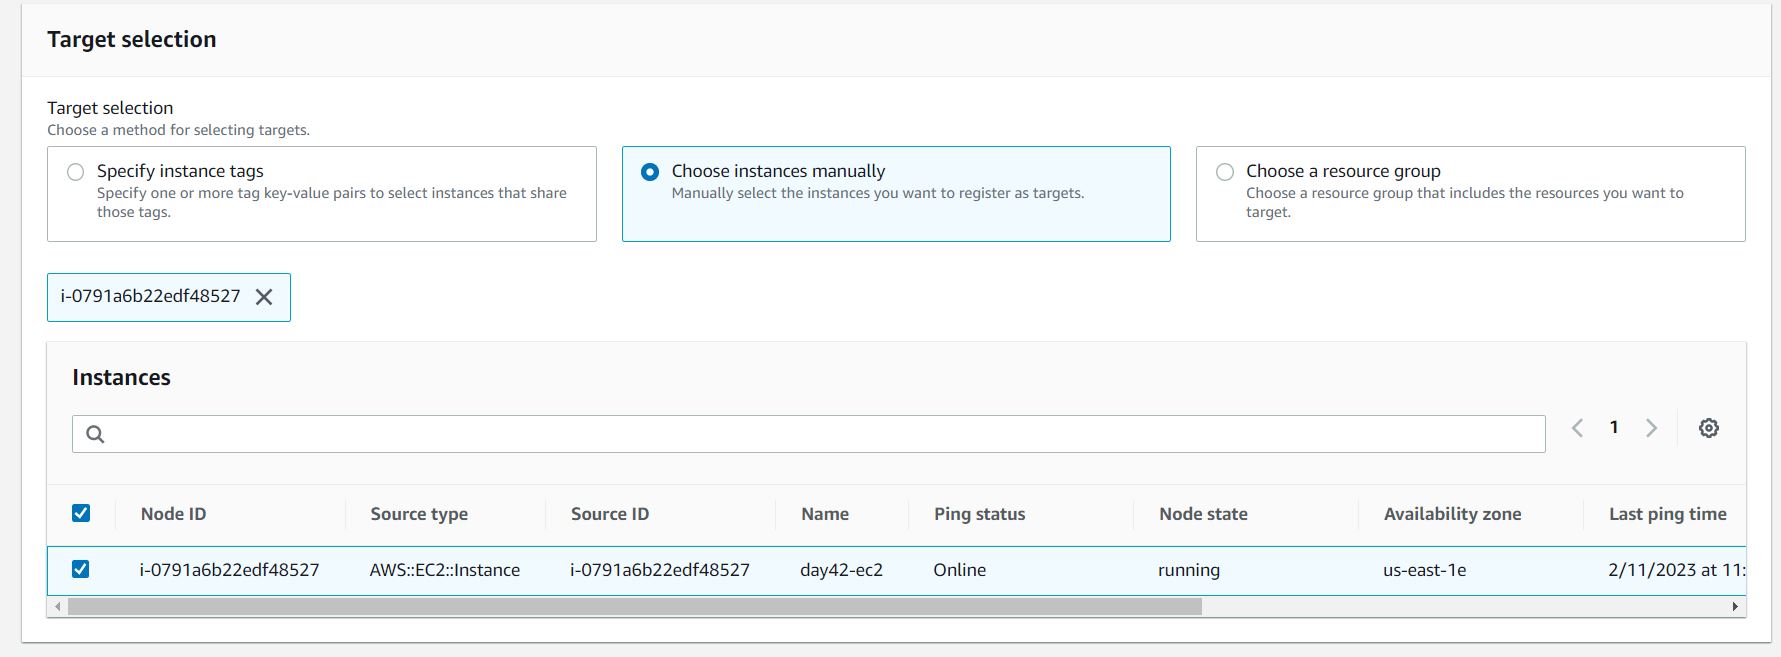 Target selection
Target selection
Choose a method for selecting targets.
Specify instance tags
Specify one or more tag key-value pairs to select instances that share
those tags.
Choose instances manually
Manually select the instances you want to register as targets.
Choose a resource group
Choose a resource group that includes the resources you want to
target.
i-0791a6b22edf48527
Instances
1
Node ID Source type Source ID Name Ping status Node state Availability zone Last ping time
i-0791a6b22edf48527 AWS::EC2::Instance i-0791a6b22edf48527 day42-ec2 Online running us-east-1e 2/11/2023 at 11: